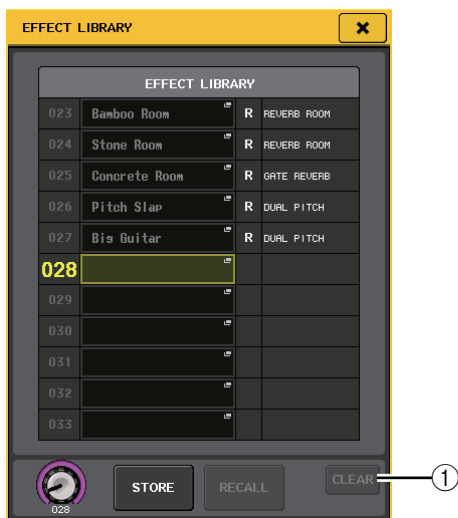 EFFECT LIBRARY
EFFECT LIBRARY
023 Bamboo Room R REVERB ROOM
024 Stone Room R REVERB ROOM
025 Concrete Room R GATE REVERB
026 Pitch Slap R DUAL PITCH
027 Big Guitar R DUAL PITCH
028
029
030
031
032
033
028 STORE RECALL CLEAR 1